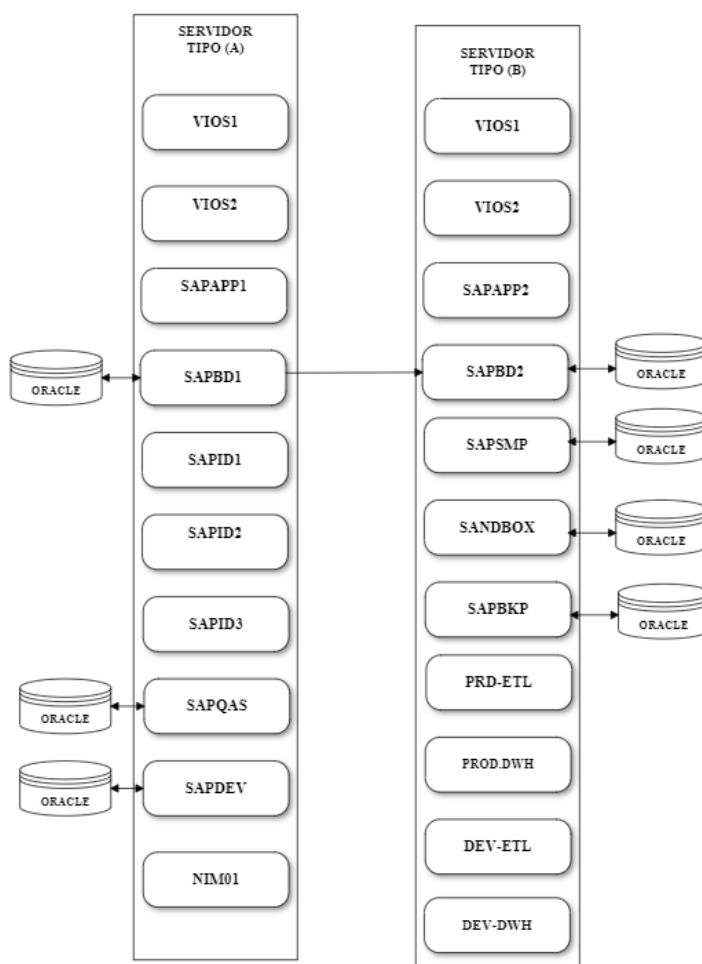 SERVIDOR
TIPO (A)
VIOS1
VIOS2
SAPAPP1
ORACLE
SAPBD1
SAPID1
SAPID2
SAPID3
ORACLE
SAPQAS
ORACLE
SAPDEV
NIM01
SERVIDOR
TIPO (B)
VIOS1
VIOS2
SAPAPP2
SAPBD2
ORACLE
SAPSMP
ORACLE
SANDBOX
ORACLE
SAPBKP
ORACLE
PRD-ETL
PROD.DWH
DEV-ETL
DEV-DWH